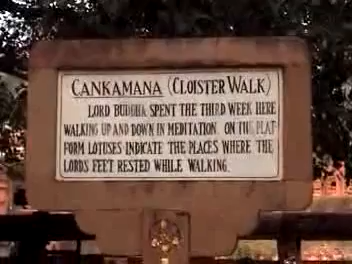 CANKAMANA (CLOISTER WALK)
LORD BUDDHA SPENT THE THIRD WEEK HERE
WALKING UP AND DOWN IN MEDITATION. ON THE PLAT
FORM LOTUSES INDICATE THE PLACES WHERE THE
LORDS FEET RESTED WHILE WALKING.